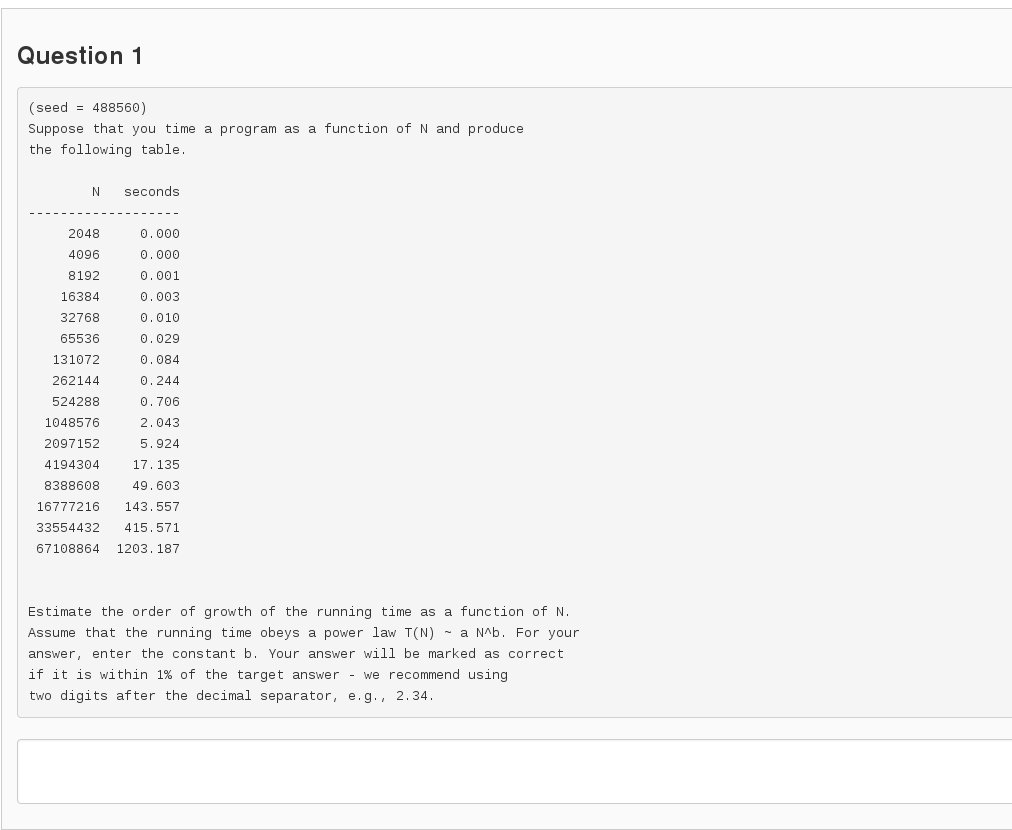 Question 1
(seed = 488560)
Suppose that you time a program as a function of N and produce
the following table.
N seconds
-------------------
2048 0.000
4096 0.000
8192 0.001
16384 0.003
32768 0.010
65536 0.029
131072 0.084
262144 0.244
524288 0.706
1048576 2.043
2097152 5.924
4194304 17.135
8388608 49.603
16777216 143.557
33554432 415.571
67108864 1203.187
Estimate the order of growth of the running time as a function of N.
Assume that the running time obeys a power law T(N) ~ a N^b. For your
answer, enter the constant b. Your answer will be marked as correct
if it is within 1% of the target answer - we recommend using
two digits after the decimal separator, e.g., 2.34.